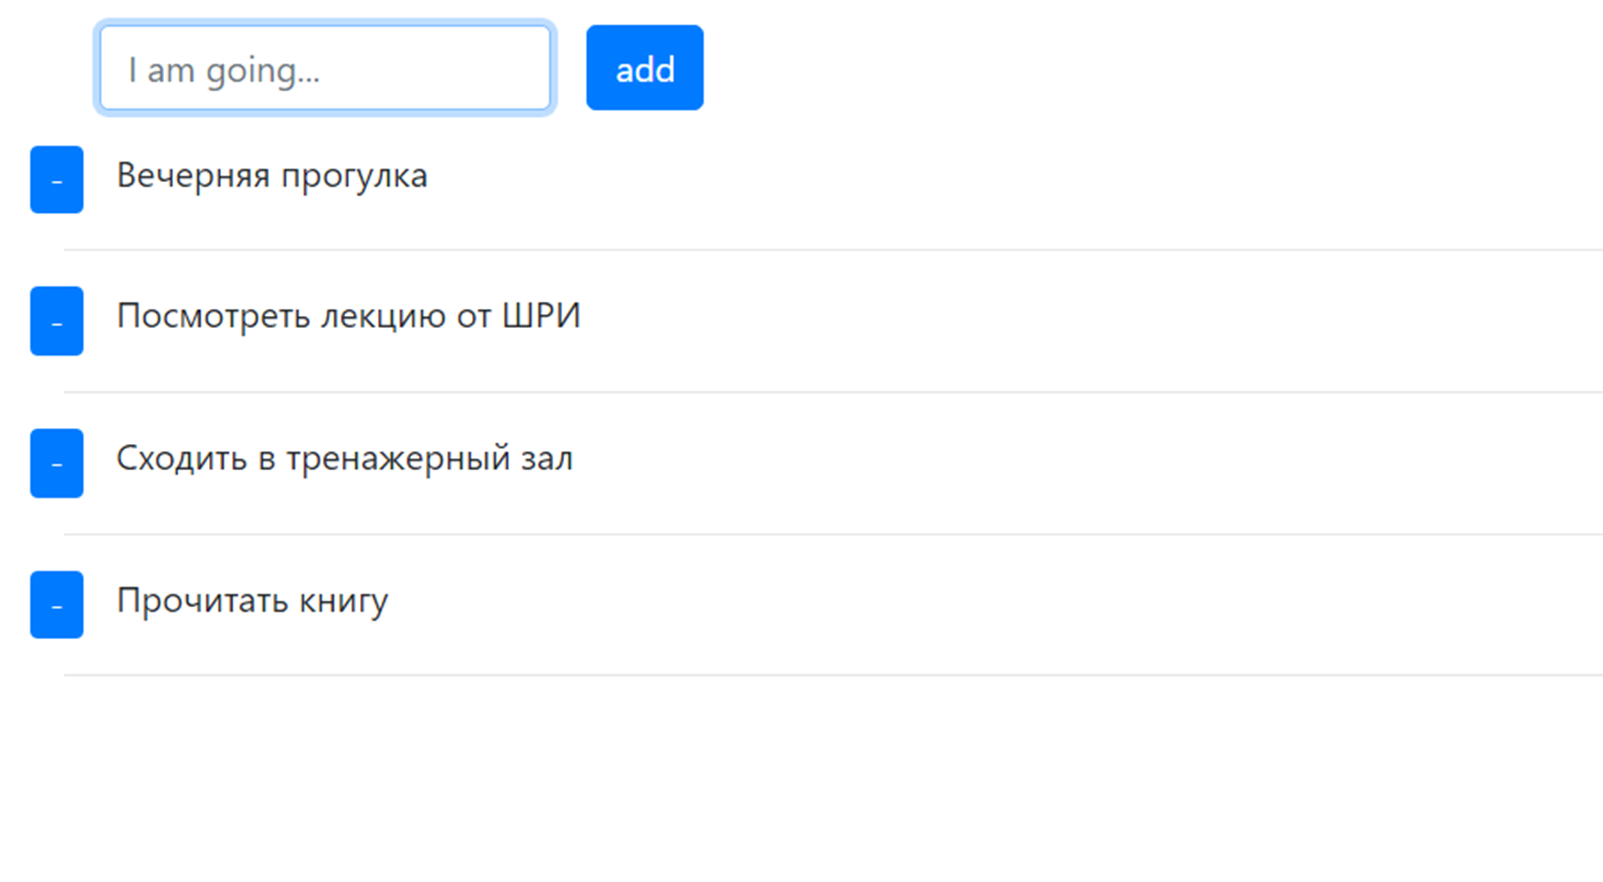 I am going...
add
- Вечерняя прогулка
- Посмотреть лекцию от ШРИ
- Сходить в тренажерный зал
- Прочитать книгу